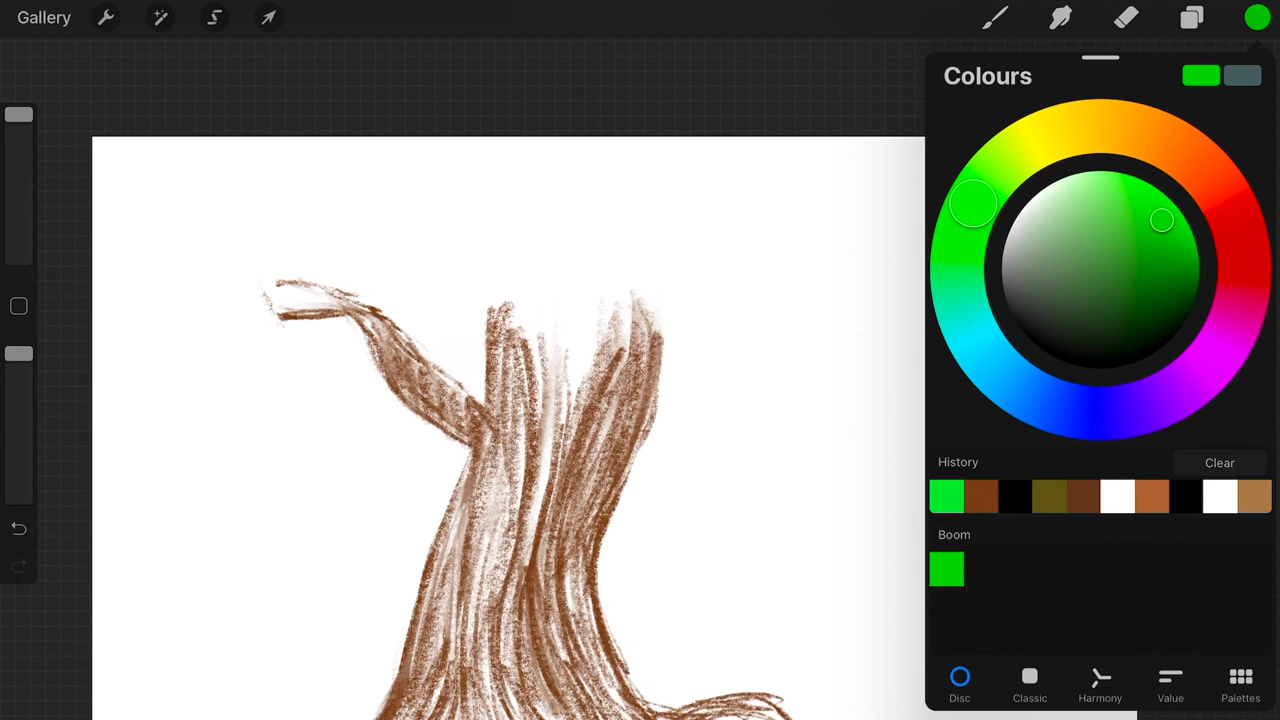 Gallery
Colours
History
Clear
Boom
Disc
Classic
Harmony
Value
Palettes